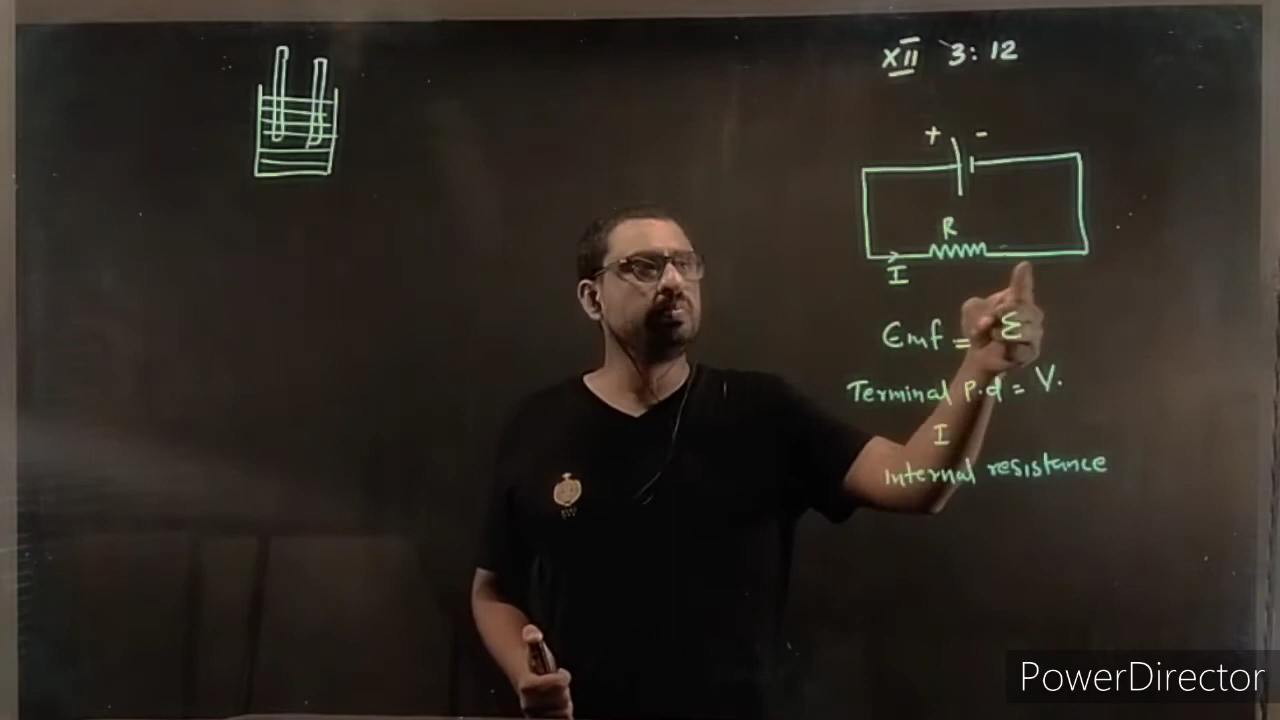 XII 3:12
+ -
R
I
Emf = ε
Terminal P.d = V.
I
Internal resistance
PowerDirector